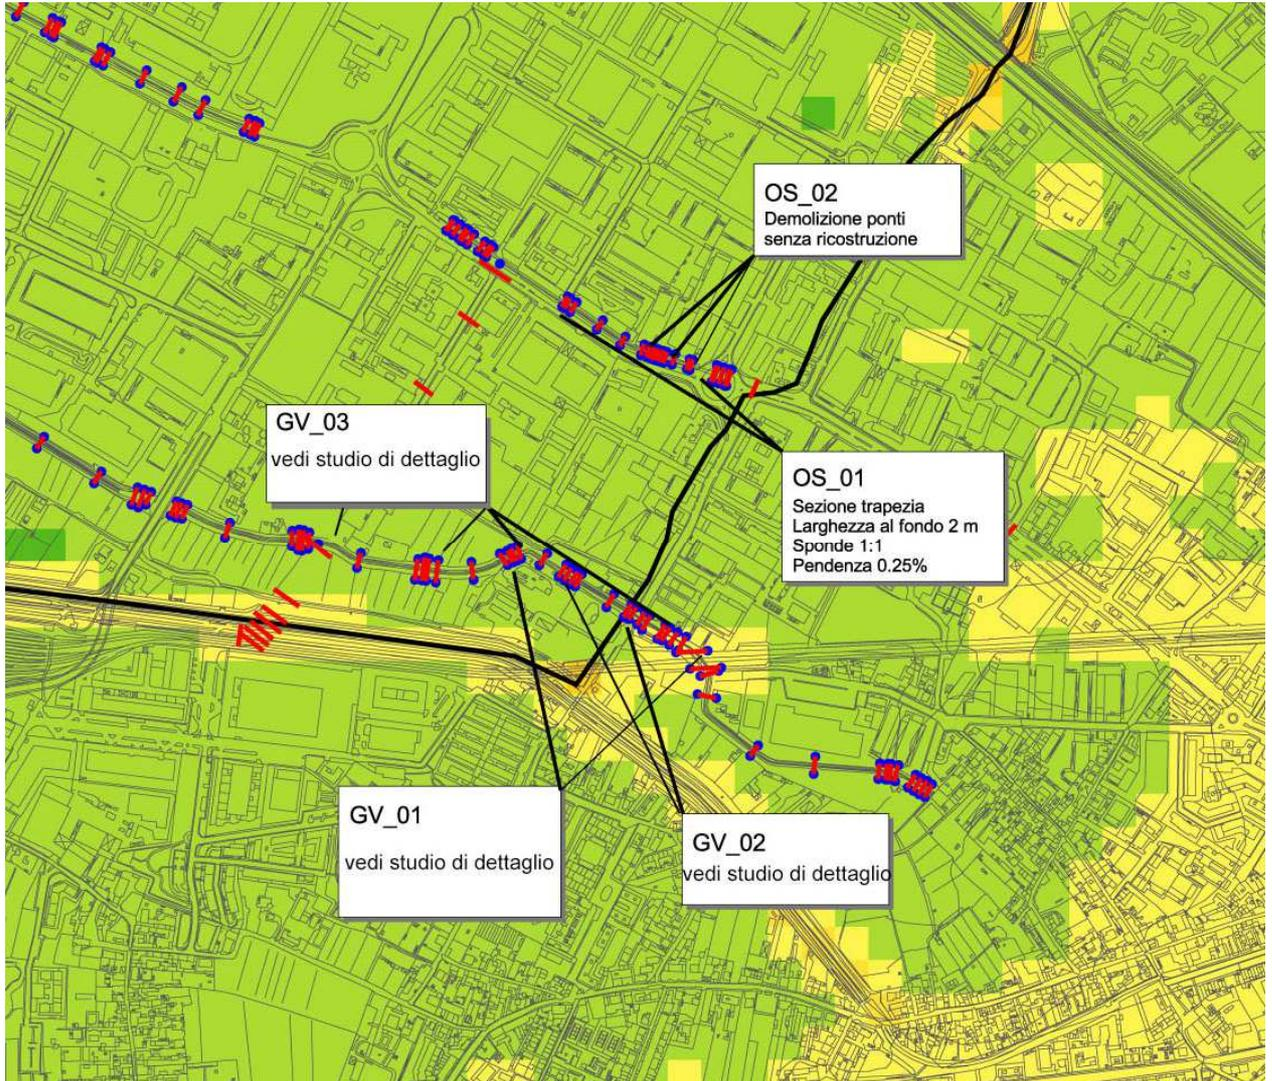 OS_02
Demolizione ponti
senza ricostruzione
GV_03
vedi studio di dettaglio
OS_01
Sezione trapezia
Larghezza al fondo 2 m
Sponde 1:1
Pendenza 0.25%
GV_01
vedi studio di dettaglio
GV_02
vedi studio di dettaglio